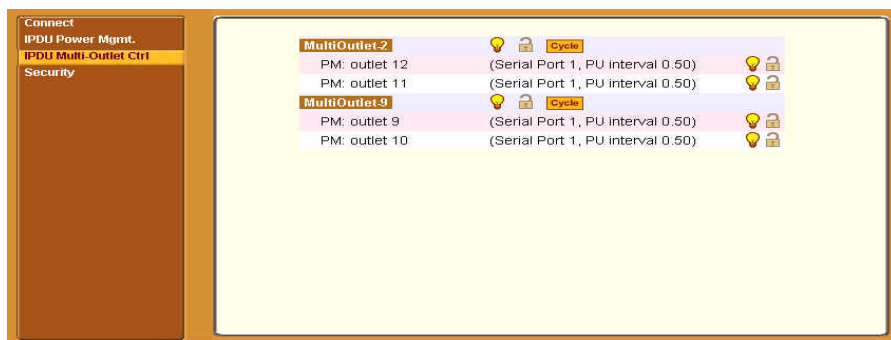 Connect
IPDU Power Mgmt.
IPDU Multi-Outlet Ctrl
Security
MultiOutlet-2 Cycle
PM: outlet 12 (Serial Port 1, PU interval 0.50)
PM: outlet 11 (Serial Port 1, PU interval 0.50)
MultiOutlet-9 Cycle
PM: outlet 9 (Serial Port 1, PU interval 0.50)
PM: outlet 10 (Serial Port 1, PU interval 0.50)